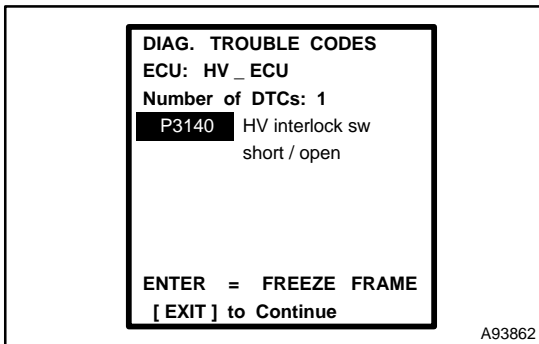 DIAG. TROUBLE CODES
ECU: HV _ ECU
Number of DTCs: 1
P3140 HV interlock sw
short / open
ENTER = FREEZE FRAME
[ EXIT ] to Continue
A93862